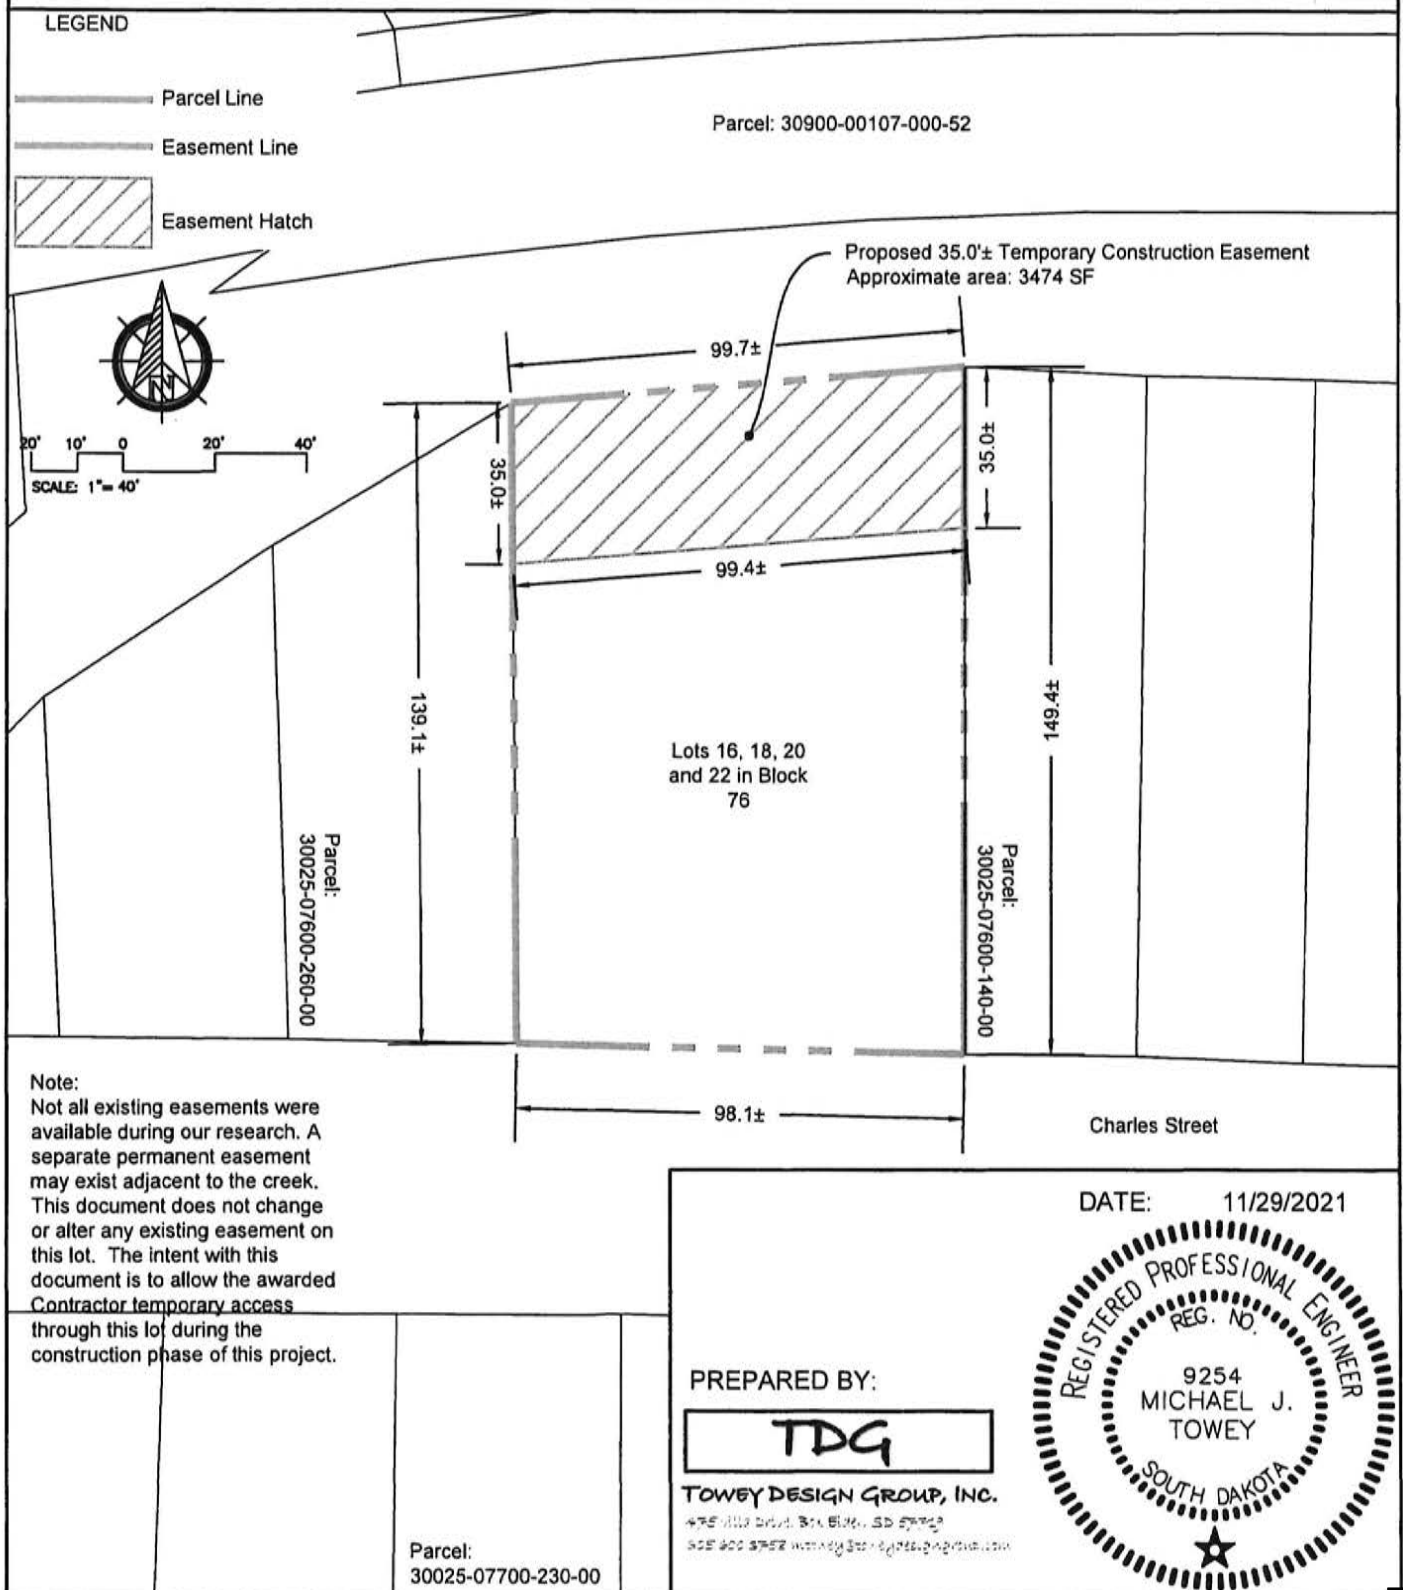 LEGEND
Parcel Line
Easement Line
Easement Hatch
Parcel: 30900-00107-000-52
Proposed 35.0'± Temporary Construction Easement
Approximate area: 3474 SF
N
20' 10' 0 20' 40'
SCALE: 1"= 40'
99.7±
35.0±
35.0±
99.4±
139.1±
149.4±
Lots 16, 18, 20
and 22 in Block
76
Parcel:
30025-07600-260-00
Parcel:
30025-07600-140-00
98.1±
Charles Street
Note:
Not all existing easements were
available during our research. A
separate permanent easement
may exist adjacent to the creek.
This document does not change
or alter any existing easement on
this lot. The intent with this
document is to allow the awarded
Contractor temporary access
through this lot during the
construction phase of this project.
Parcel:
30025-07700-230-00
DATE: 11/29/2021
PREPARED BY:
TDG
TOWEY DESIGN GROUP, INC.
REGISTERED PROFESSIONAL ENGINEER
REG. NO.
9254
MICHAEL J.
TOWEY
SOUTH DAKOTA